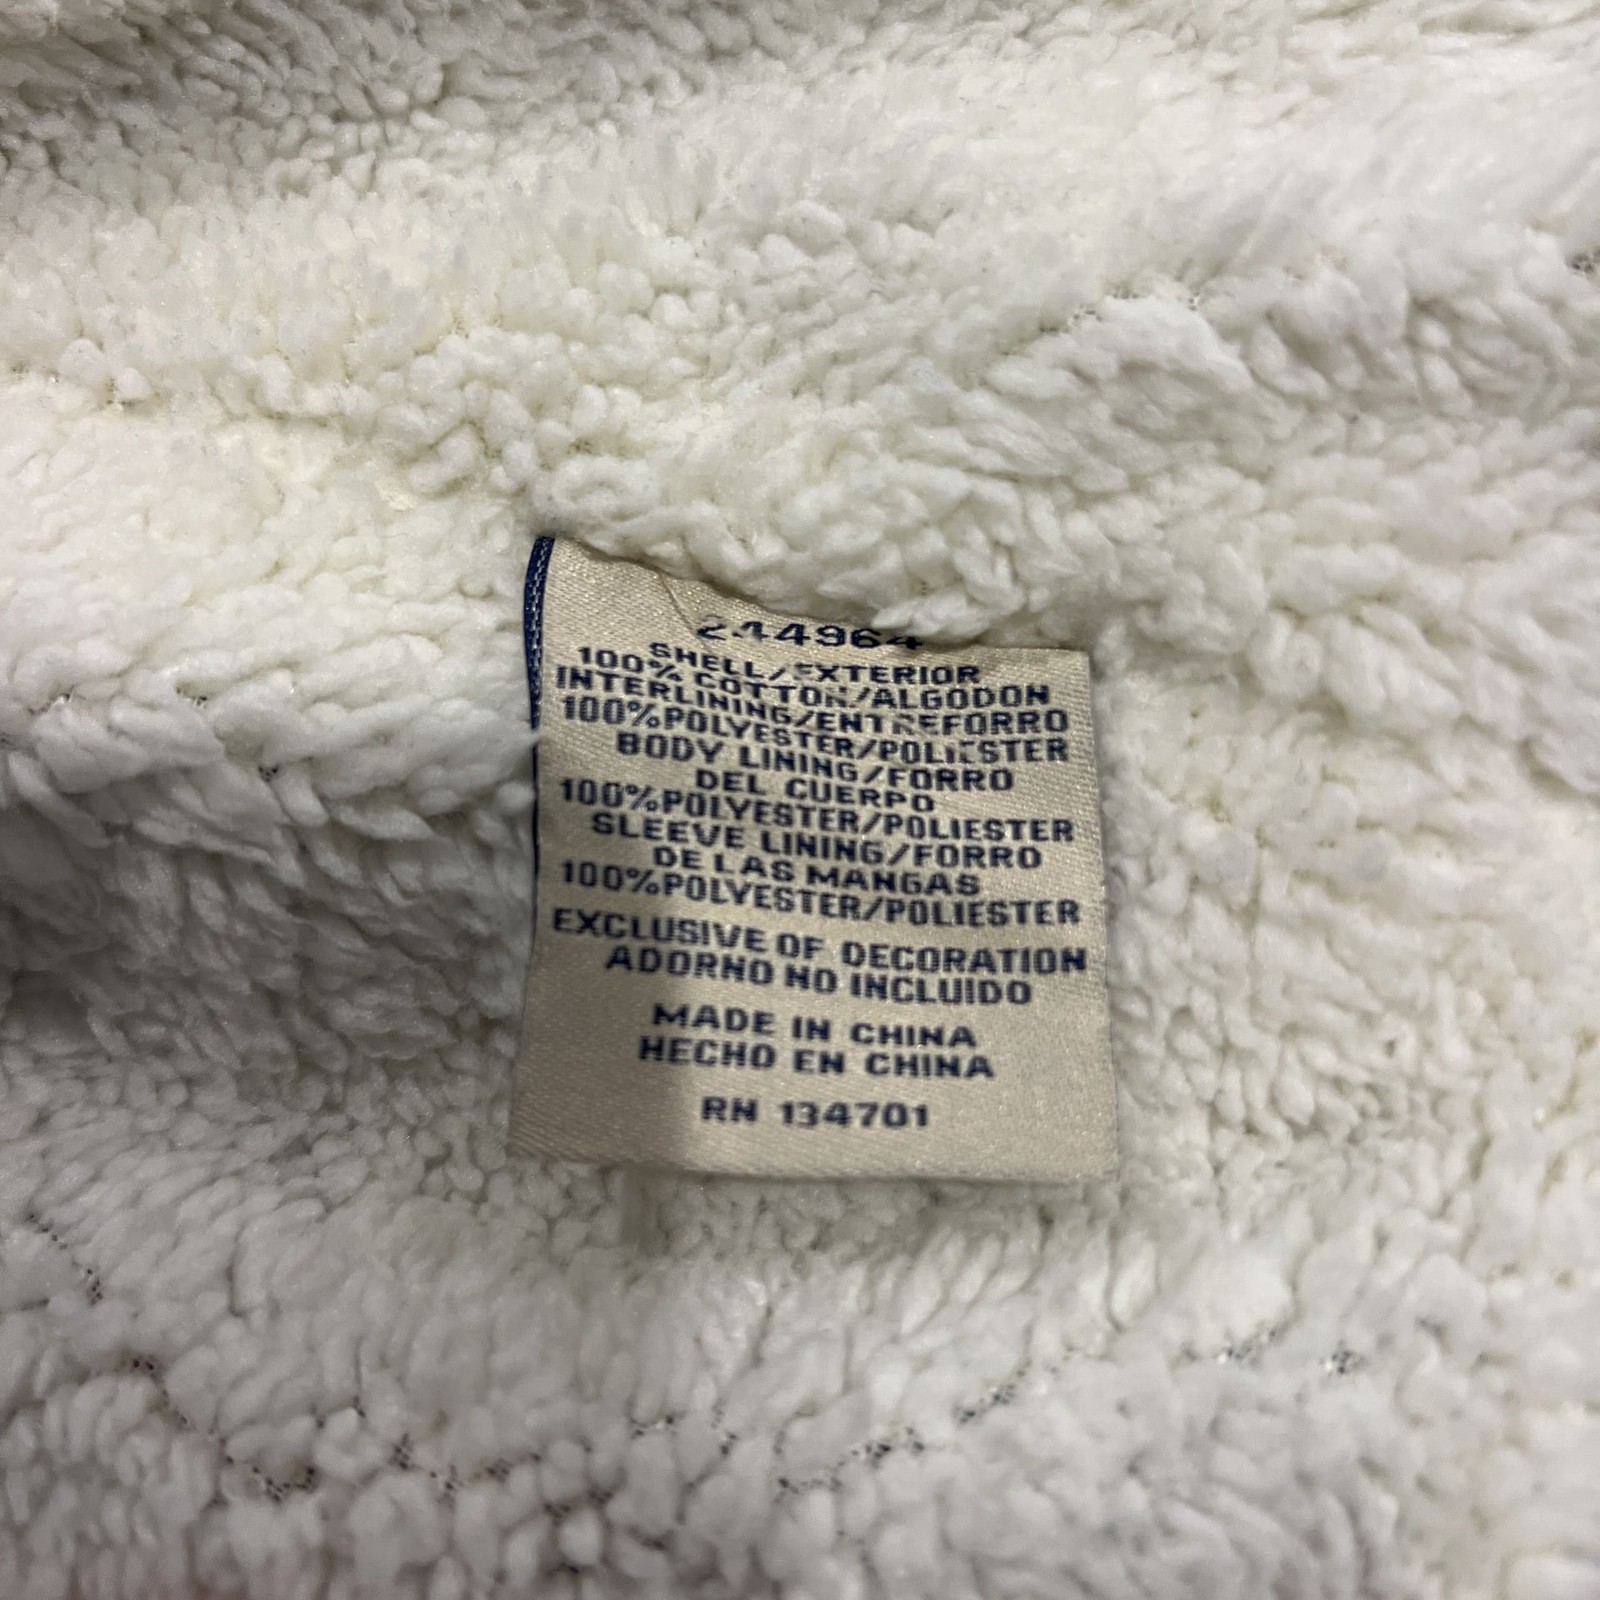 244964
SHELL/EXTERIOR
100% COTTON/ALGODON
INTERLINING/ENTREFORRO
100%POLYESTER/POLIESTER
BODY LINING/FORRO
DEL CUERPO
100%POLYESTER/POLIESTER
SLEEVE LINING/FORRO
DE LAS MANGAS
100%POLYESTER/POLIESTER
EXCLUSIVE OF DECORATION
ADORNO NO INCLUIDO
MADE IN CHINA
HECHO EN CHINA
RN 134701